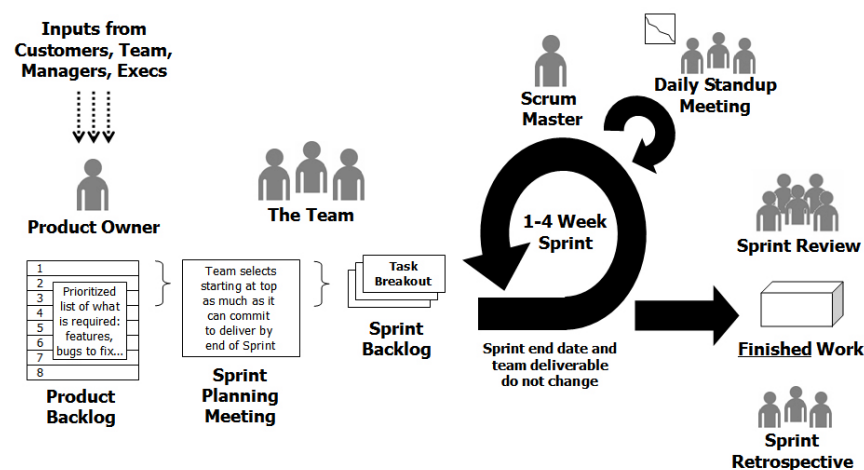 Inputs from
Customers, Team,
Managers, Execs
Product Owner
The Team
Scrum
Master
Daily Standup
Meeting
1-4 Week
Sprint
Sprint Review
1
2
3
4
5
6
7
8
Prioritized
list of what
is required:
features,
bugs to fix...
Product
Backlog
Team selects
starting at top
as much as it
can commit
to deliver by
end of Sprint
Sprint
Planning
Meeting
Task
Breakout
Sprint
Backlog
Sprint end date and
team deliverable
do not change
Finished Work
Sprint
Retrospective